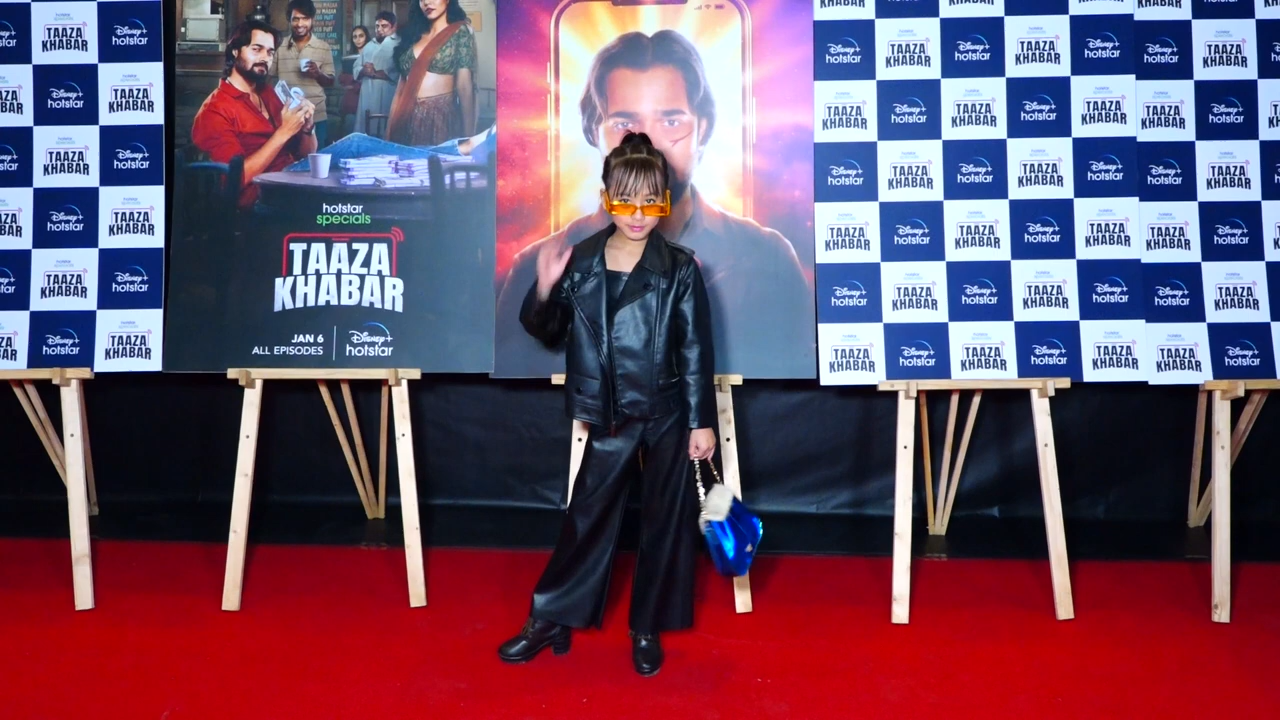 hotstar
specials
TAAZA
KHABAR
JAN 6
ALL EPISODES
Disney+
hotstar
Disney+
hotstar
TAAZA
KHABAR